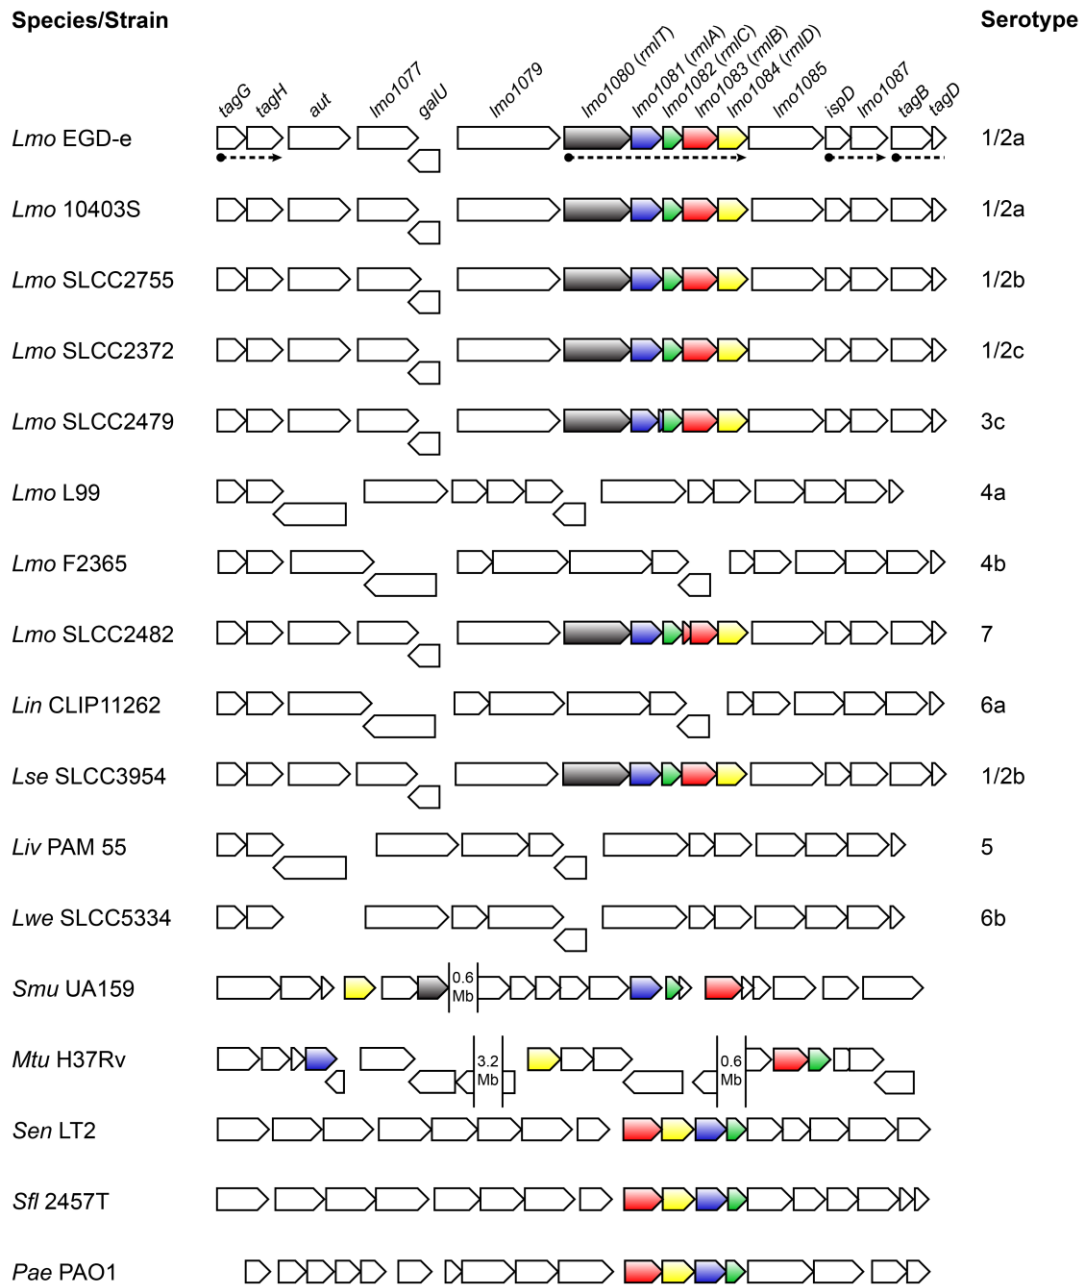 Species/Strain
Serotype
tagG
tagH
aut
lmo1077
galU
lmo1079
lmo1080 (rmlT)
lmo1081 (rmlA)
lmo1082 (rmlC)
lmo1083 (rmlB)
lmo1084 (rmlD)
lmo1085
ispD
lmo1087
tagB
tagD
Lmo EGD-e 1/2a
Lmo 10403S 1/2a
Lmo SLCC2755 1/2b
Lmo SLCC2372 1/2c
Lmo SLCC2479 3c
Lmo L99 4a
Lmo F2365 4b
Lmo SLCC2482 7
Lin CLIP11262 6a
Lse SLCC3954 1/2b
Liv PAM 55 5
Lwe SLCC5334 6b
Smu UA159
0.6
Mb
Mtu H37Rv
3.2
Mb
0.6
Mb
Sen LT2
Sfl 2457T
Pae PAO1